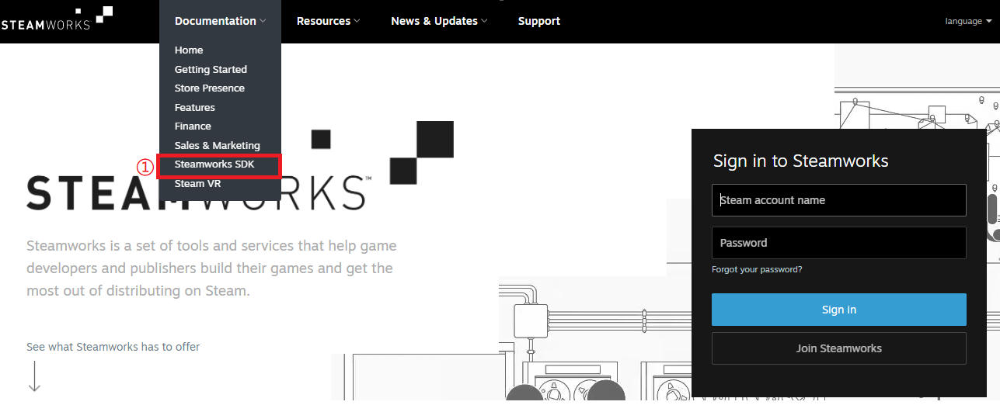 STEAMWORKS
Documentation
Resources
News & Updates
Support
language
Home
Getting Started
Store Presence
Features
Finance
Sales & Marketing
① Steamworks SDK
Steam VR
STEAMWORKS™
Steamworks is a set of tools and services that help game
developers and publishers build their games and get the
most out of distributing on Steam.
See what Steamworks has to offer
Sign in to Steamworks
Steam account name
Password
Forgot your password?
Sign in
Join Steamworks